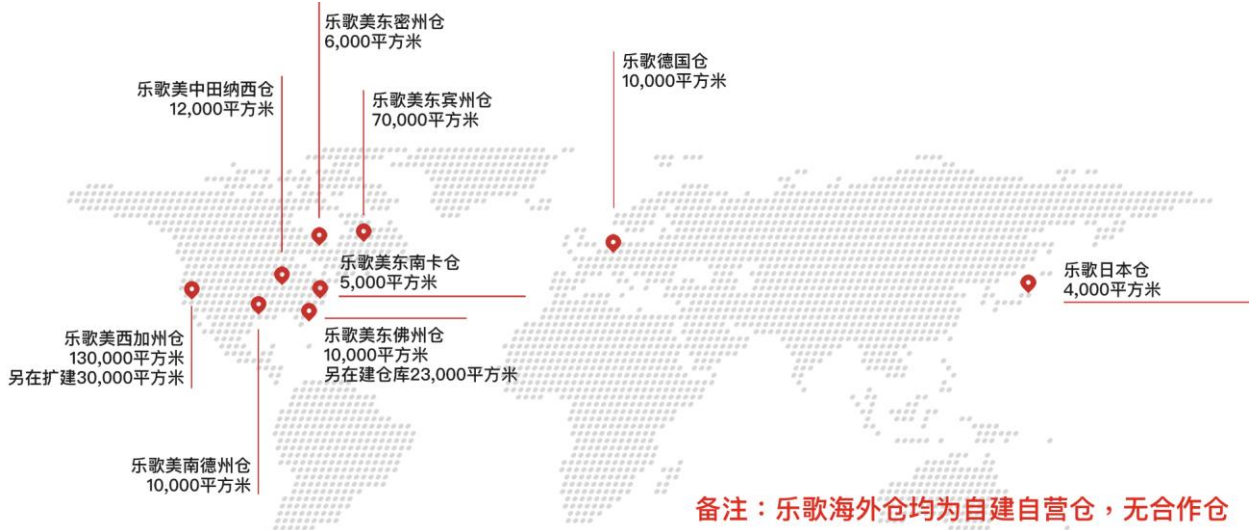 乐歌美东密州仓
6,000平方米
乐歌美中田纳西仓
12,000平方米
乐歌美东宾州仓
70,000平方米
乐歌德国仓
10,000平方米
乐歌美东南卡仓
5,000平方米
乐歌日本仓
4,000平方米
乐歌美西加州仓
130,000平方米
另在扩建30,000平方米
乐歌美东佛州仓
10,000平方米
另在建仓库23,000平方米
乐歌美南德州仓
10,000平方米
备注：乐歌海外仓均为自建自营仓，无合作仓